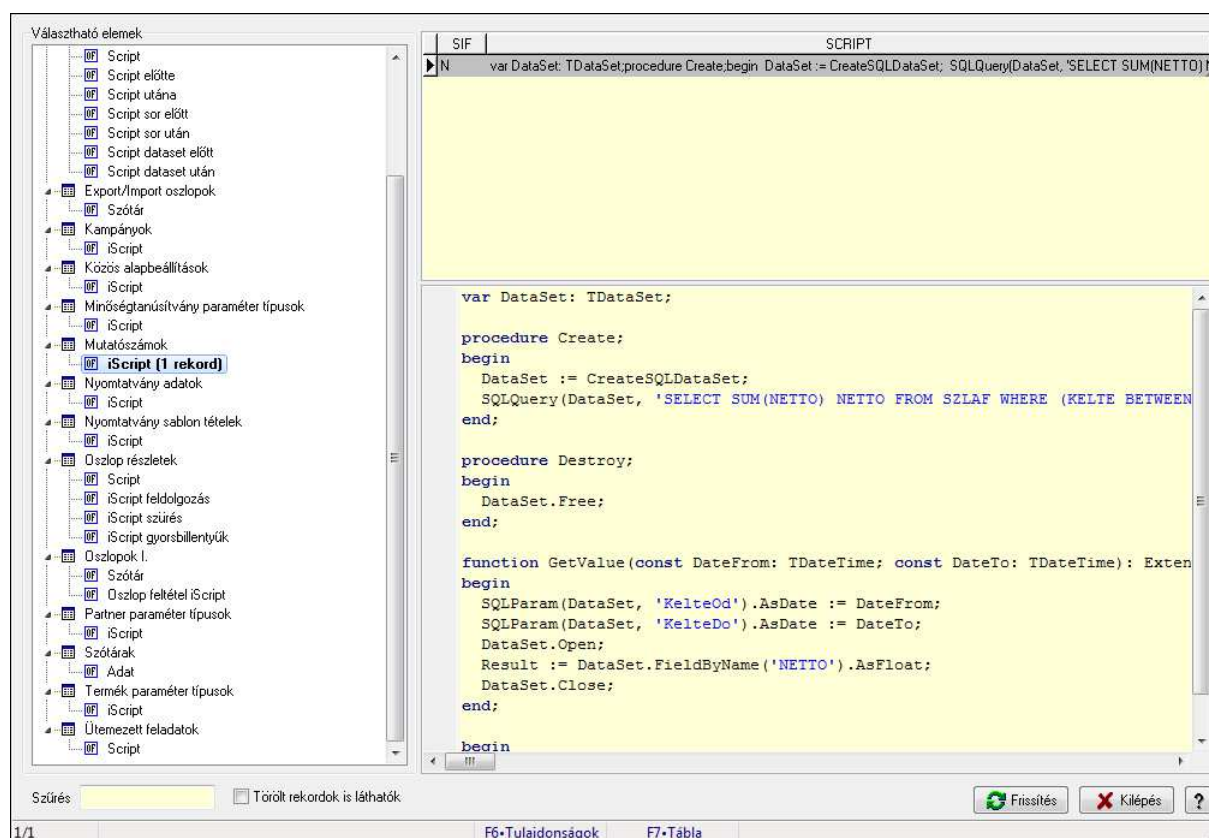 Választható elemek
Script
Script előtte
Script utána
Script sor előtt
Script sor után
Script dataset előtt
Script dataset után
Export/Import oszlopok
Szótár
Kampányok
iScript
Közös alapbeállítások
iScript
Minőségtanúsítvány paraméter típusok
iScript
Mutatószámok
iScript (1 rekord)
Nyomtatvány adatok
iScript
Nyomtatvány sablon tételek
iScript
Oszlop részletek
Script
iScript feldolgozás
iScript szürés
iScript gyorsbillentyűk
Oszlopok I.
Szótár
Oszlop feltétel iScript
Partner paraméter típusok
iScript
Szótárak
Adat
Termék paraméter típusok
iScript
Ütemezett feladatok
Script
SIF SCRIPT
N var DataSet: TDataSet;procedure Create;begin DataSet := CreateSQLDataSet; SQLQuery(DataSet, 'SELECT SUM(NETTO)
var DataSet: TDataSet;
procedure Create;
begin
DataSet := CreateSQLDataSet;
SQLQuery(DataSet, 'SELECT SUM(NETTO) NETTO FROM SZLAF WHERE (KELTE BETWEEN
end;
procedure Destroy;
begin
DataSet.Free;
end;
function GetValue(const DateFrom: TDateTime; const DateTo: TDateTime): Exten
begin
SQLParam(DataSet, 'KelteOd').AsDate := DateFrom;
SQLParam(DataSet, 'KelteDo').AsDate := DateTo;
DataSet.Open;
Result := DataSet.FieldByName('NETTO').AsFloat;
DataSet.Close;
end;
begin
Szűrés Törölt rekordok is láthatók Frissítés Kilépés ?
1/1 F6•Tulajdonságok F7•Tábla